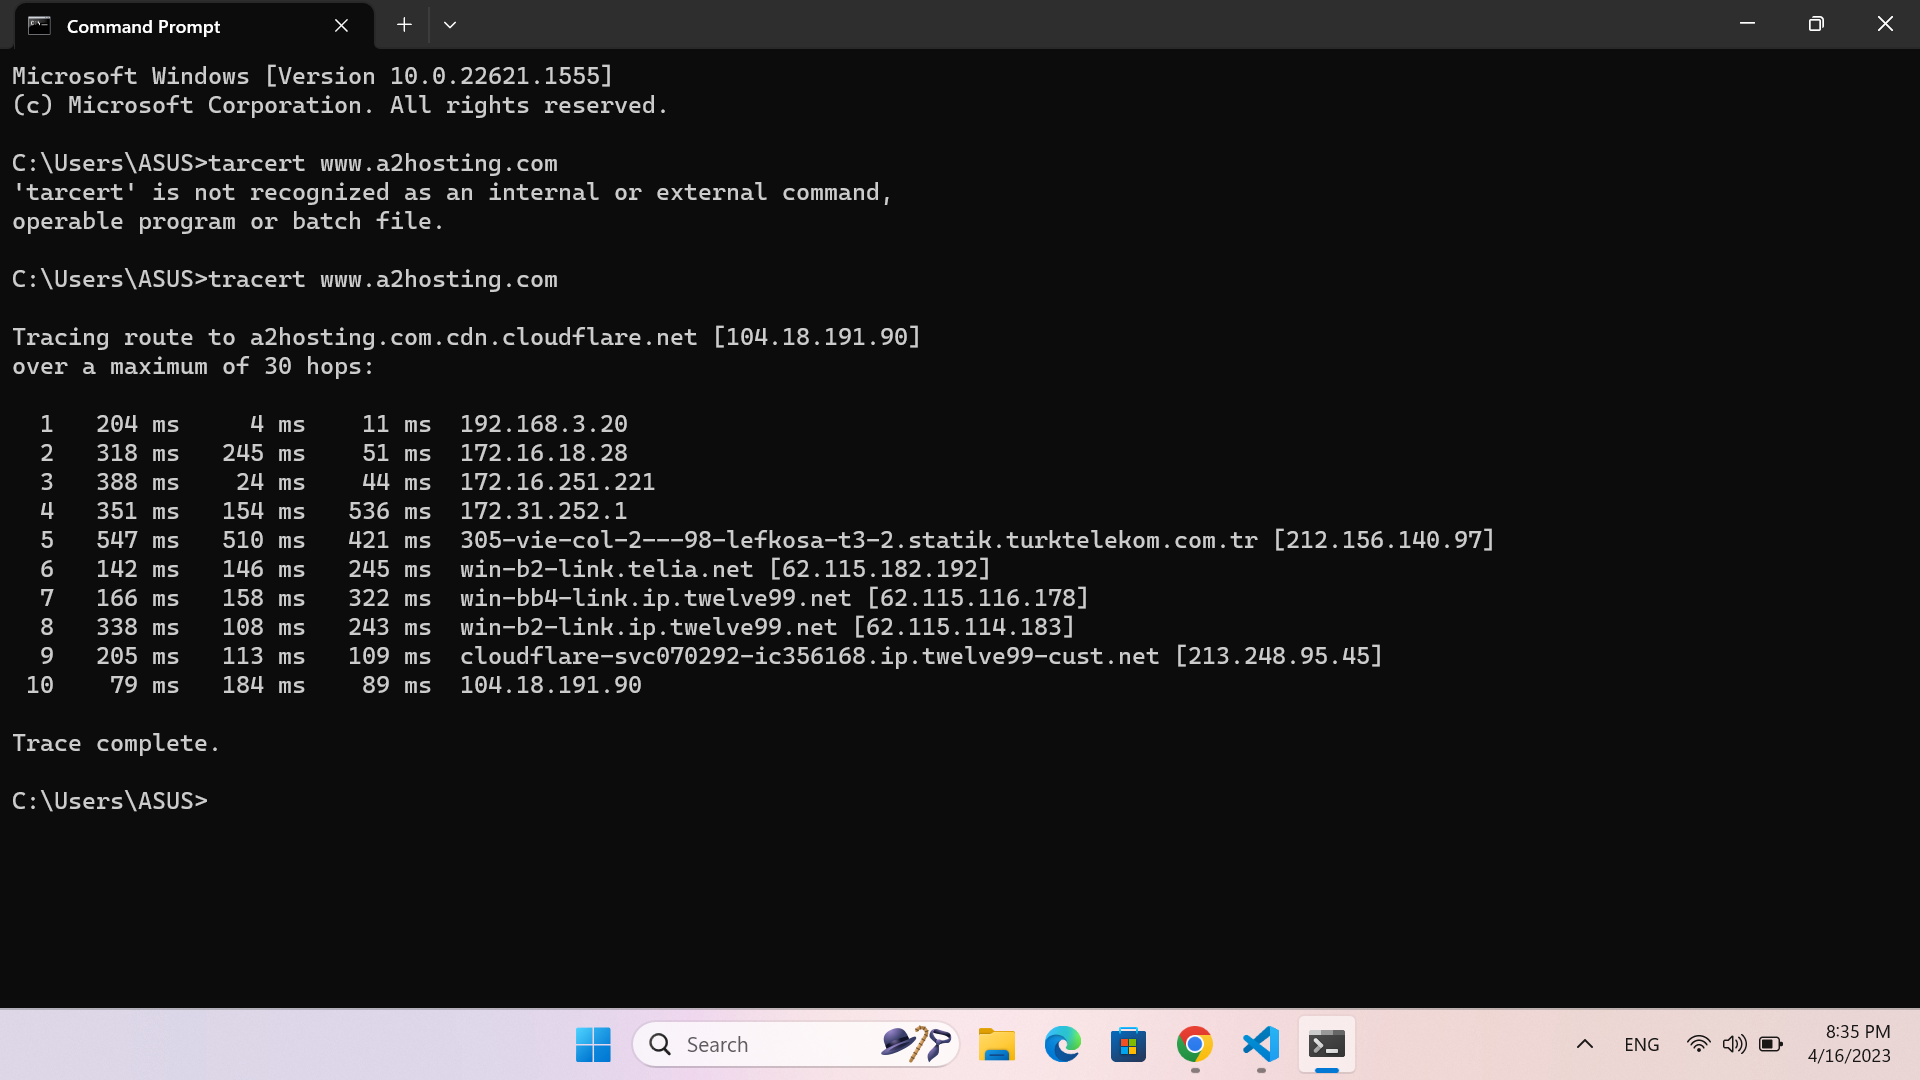 Command Prompt
Microsoft Windows [Version 10.0.22621.1555]
(c) Microsoft Corporation. All rights reserved.
C:\Users\ASUS>tarcert www.a2hosting.com
'tarcert' is not recognized as an internal or external command,
operable program or batch file.
C:\Users\ASUS>tracert www.a2hosting.com
Tracing route to a2hosting.com.cdn.cloudflare.net [104.18.191.90]
over a maximum of 30 hops:
1 204 ms 4 ms 11 ms 192.168.3.20
2 318 ms 245 ms 51 ms 172.16.18.28
3 388 ms 24 ms 44 ms 172.16.251.221
4 351 ms 154 ms 536 ms 172.31.252.1
5 547 ms 510 ms 421 ms 305-vie-col-2---98-lefkosa-t3-2.statik.turktelekom.com.tr [212.156.140.97]
6 142 ms 146 ms 245 ms win-b2-link.telia.net [62.115.182.192]
7 166 ms 158 ms 322 ms win-bb4-link.ip.twelve99.net [62.115.116.178]
8 338 ms 108 ms 243 ms win-b2-link.ip.twelve99.net [62.115.114.183]
9 205 ms 113 ms 109 ms cloudflare-svc070292-ic356168.ip.twelve99-cust.net [213.248.95.45]
10 79 ms 184 ms 89 ms 104.18.191.90
Trace complete.
C:\Users\ASUS>
Search
ENG
8:35 PM
4/16/2023